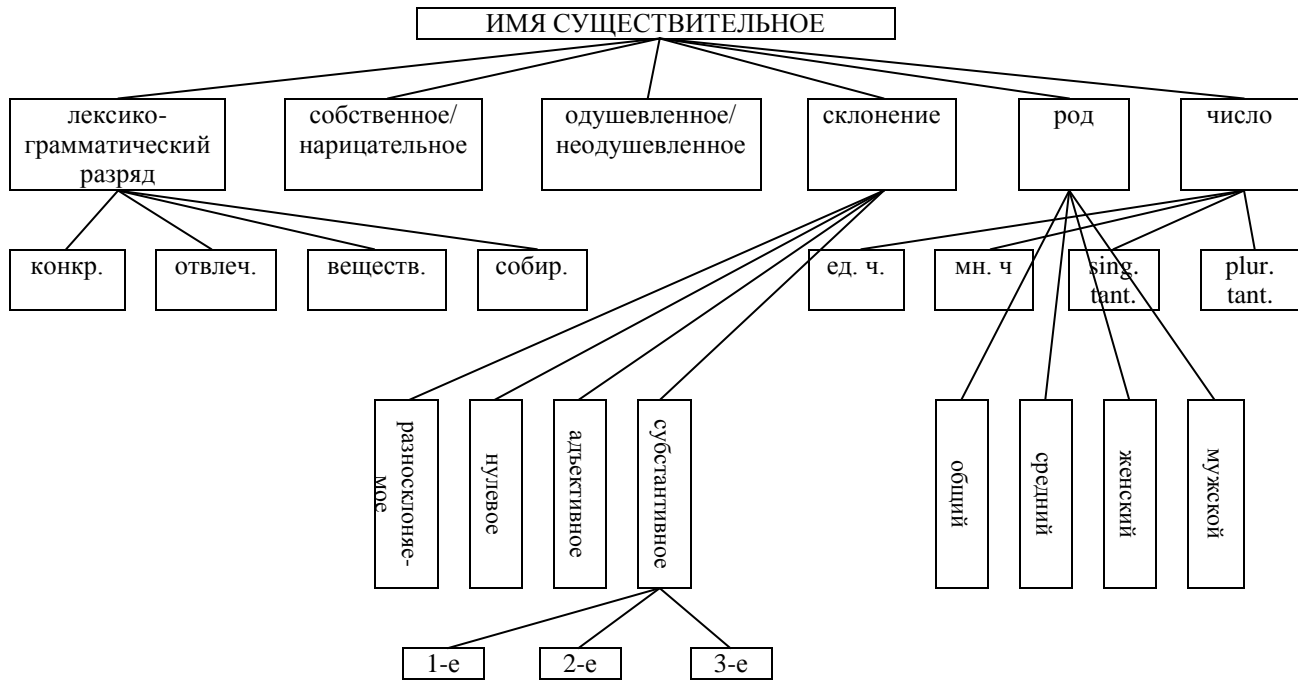 ИМЯ СУЩЕСТВИТЕЛЬНОЕ
лексико-
грамматический
разряд
собственное/
нарицательное
одушевленное/
неодушевленное
склонение
род
число
конкр.
отвлеч.
веществ.
собир.
ед. ч.
мн. ч
sing.
tant.
plur.
tant.
разносклоняе-
мое
нулевое
адъективное
субстантивное
общий
средний
женский
мужской
1-е
2-е
3-е